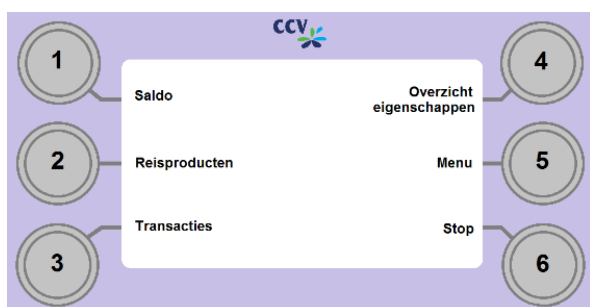 CCV
1
4
Saldo
Overzicht
eigenschappen
2
Reisproducten
Menu
5
Transacties
Stop
3
6